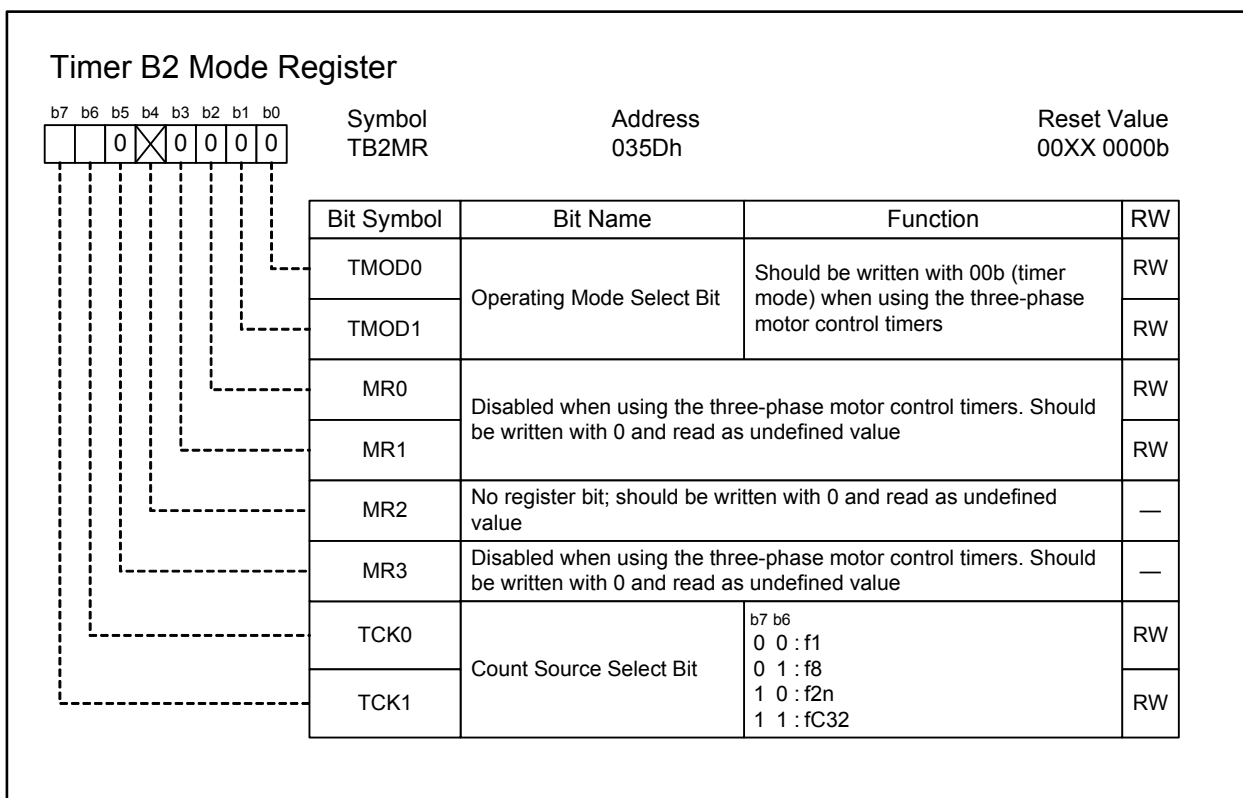 Timer B2 Mode Register
b7 b6 b5 b4 b3 b2 b1 b0
0 0 0 0 0
Symbol Address Reset Value
TB2MR 035Dh 00XX 0000b
Bit Symbol Bit Name Function RW
TMOD0 RW
Operating Mode Select Bit
Should be written with 00b (timer
mode) when using the three-phase
motor control timers
TMOD1 RW
MR0 RW
Disabled when using the three-phase motor control timers. Should
be written with 0 and read as undefined value
MR1 RW
MR2
No register bit; should be written with 0 and read as undefined
value
—
MR3
Disabled when using the three-phase motor control timers. Should
be written with 0 and read as undefined value
—
TCK0 RW
Count Source Select Bit
b7 b6
0 0 : f1
0 1 : f8
1 0 : f2n
1 1 : fC32
TCK1 RW